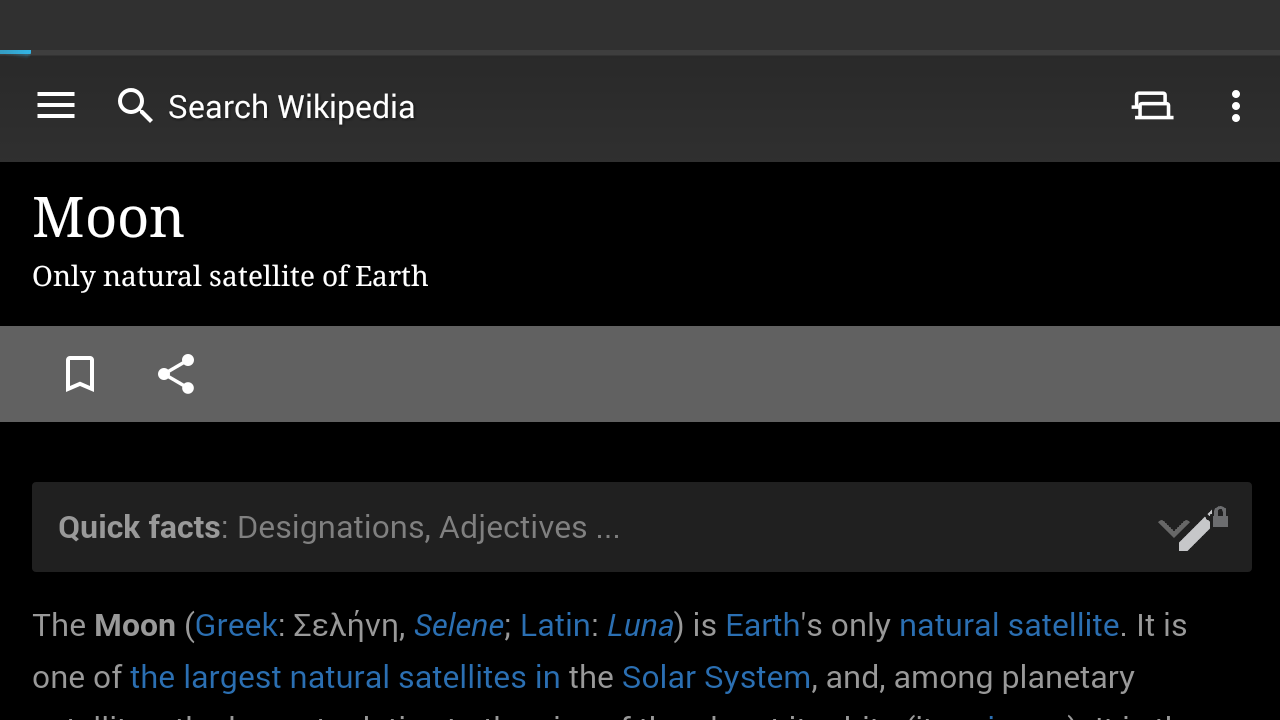 Search Wikipedia
Moon
Only natural satellite of Earth
Quick facts: Designations, Adjectives ...
The Moon (Greek: Σελήνη, Selene; Latin: Luna) is Earth's only natural satellite. It is
one of the largest natural satellites in the Solar System, and, among planetary